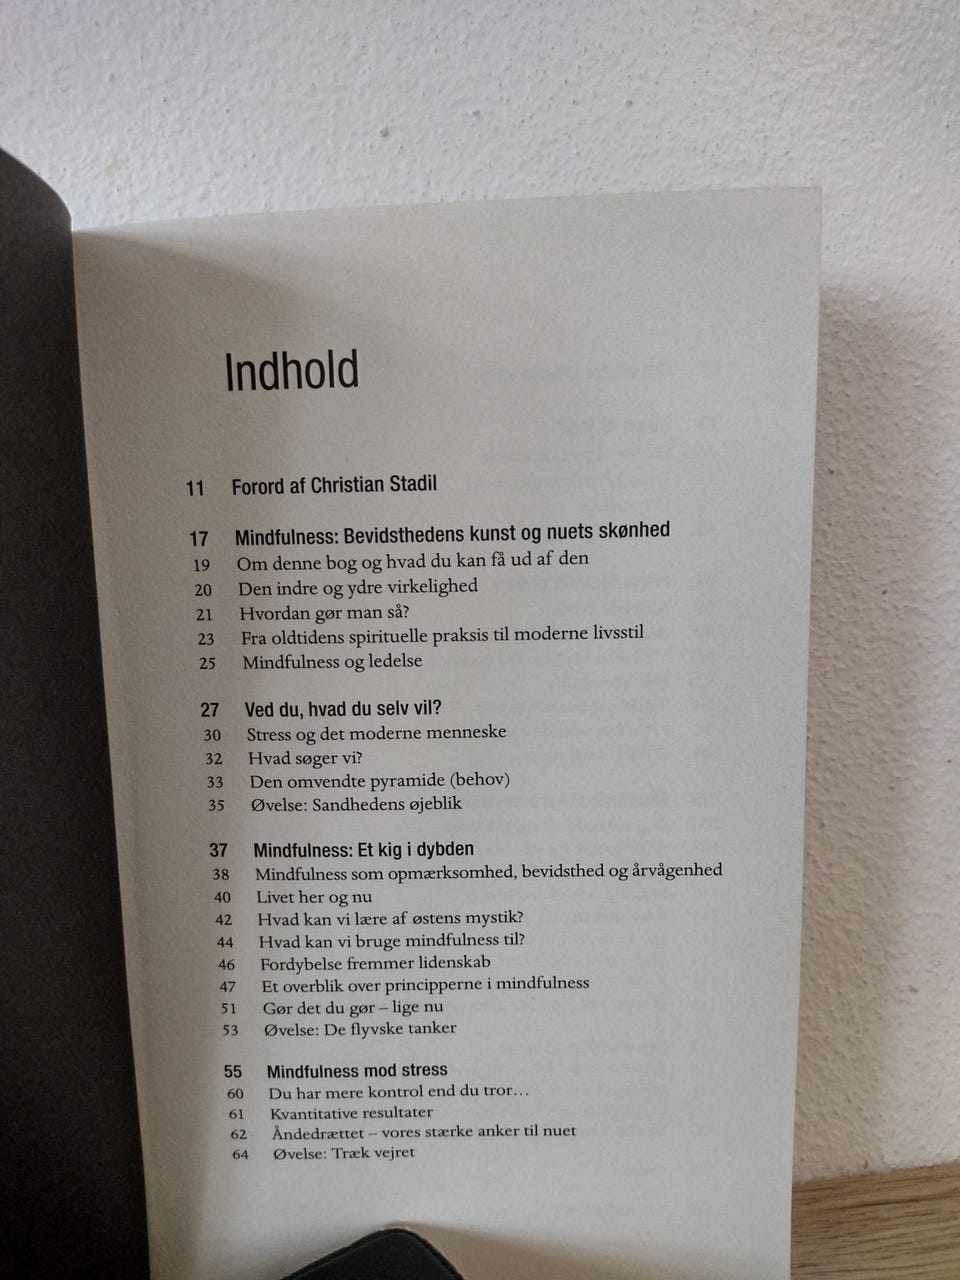 Indhold
11 Forord af Christian Stadil
17 Mindfulness: Bevidsthedens kunst og nuets skønhed
19 Om denne bog og hvad du kan få ud af den
20 Den indre og ydre virkelighed
21 Hvordan gør man så?
23 Fra oldtidens spirituelle praksis til moderne livsstil
25 Mindfulness og ledelse
27 Ved du, hvad du selv vil?
30 Stress og det moderne menneske
32 Hvad søger vi?
33 Den omvendte pyramide (behov)
35 Øvelse: Sandhedens øjeblik
37 Mindfulness: Et kig i dybden
38 Mindfulness som opmærksomhed, bevidsthed og årvågenhed
40 Livet her og nu
42 Hvad kan vi lære af østens mystik?
44 Hvad kan vi bruge mindfulness til?
46 Fordybelse fremmer lidenskab
47 Et overblik over principperne i mindfulness
51 Gør det du gør – lige nu
53 Øvelse: De flyvske tanker
55 Mindfulness mod stress
60 Du har mere kontrol end du tror…
61 Kvantitative resultater
62 Åndedrættet – vores stærke anker til nuet
64 Øvelse: Træk vejret